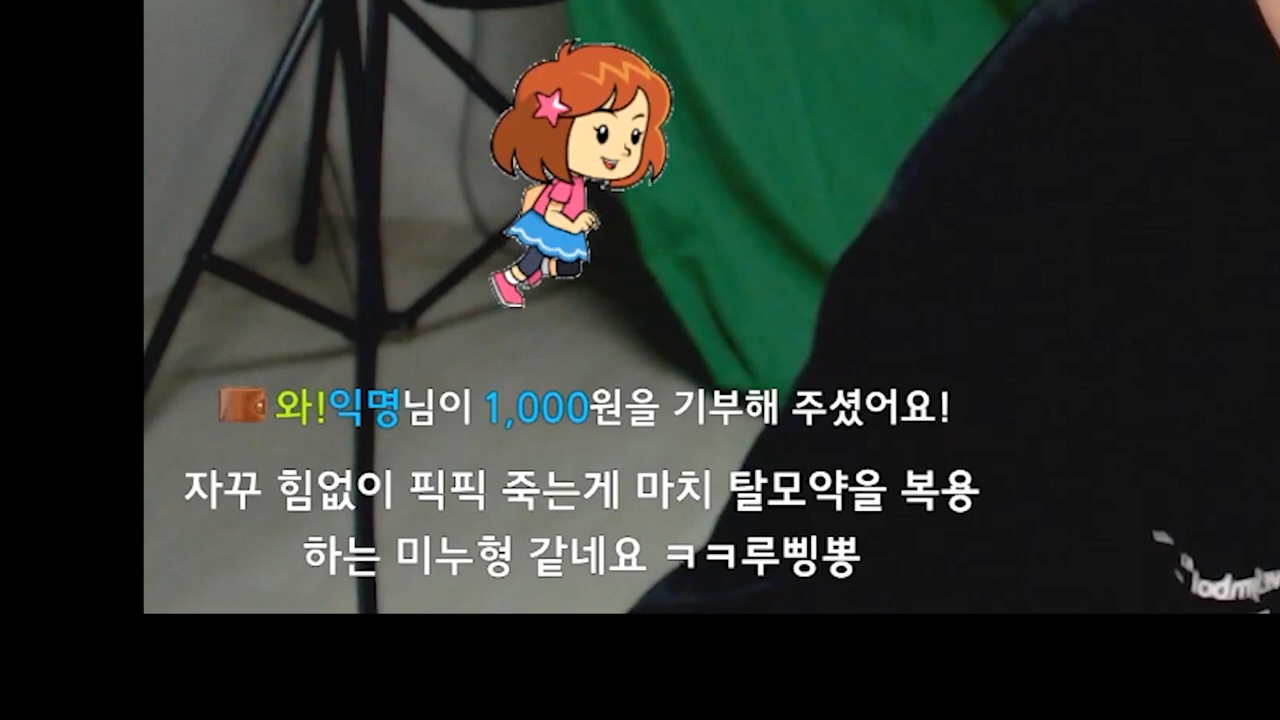 와!익명님이 1,000원을 기부해 주셨어요!
자꾸 힘없이 픽픽 죽는게 마치 탈모약을 복용
하는 미누형 같네요 ㅋㅋ루삥뽕